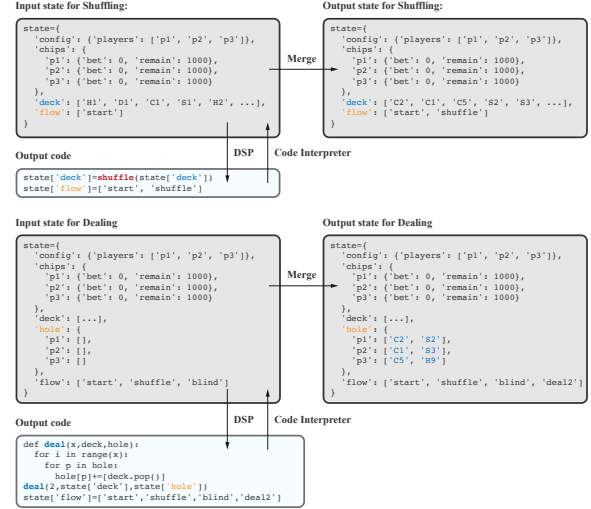 Input state for Shuffling:
Output state for Shuffling:
state={
'config': {'players': ['p1', 'p2', 'p3']},
'chips': {
'p1': {'bet': 0, 'remain': 1000},
'p2': {'bet': 0, 'remain': 1000},
'p3': {'bet': 0, 'remain': 1000}
},
'deck': ['H1', 'D1', 'C1', 'S1', 'H2', ...],
'flow': ['start']
}
Merge
state={
'config': {'players': ['p1', 'p2', 'p3']},
'chips': {
'p1': {'bet': 0, 'remain': 1000},
'p2': {'bet': 0, 'remain': 1000},
'p3': {'bet': 0, 'remain': 1000}
},
'deck': ['C2', 'C1', 'C5', 'S2', 'S3', ...],
'flow': ['start', 'shuffle']
}
DSP
Code Interpreter
Output code
state['deck']=shuffle(state['deck'])
state['flow']=['start', 'shuffle']
Input state for Dealing
Output state for Dealing
state={
'config': {'players': ['p1', 'p2', 'p3']},
'chips': {
'p1': {'bet': 0, 'remain': 1000},
'p2': {'bet': 0, 'remain': 1000},
'p3': {'bet': 0, 'remain': 1000}
},
'deck': [...],
'hole': {
'p1': [],
'p2': [],
'p3': []
},
'flow': ['start', 'shuffle', 'blind']
}
Merge
state={
'config': {'players': ['p1', 'p2', 'p3']},
'chips': {
'p1': {'bet': 0, 'remain': 1000},
'p2': {'bet': 0, 'remain': 1000},
'p3': {'bet': 0, 'remain': 1000}
},
'deck': [...],
'hole': {
'p1': ['C2', 'S2'],
'p2': ['C1', 'S3'],
'p3': ['C5', 'H9']
},
'flow': ['start', 'shuffle', 'blind', 'deal2']
}
DSP
Code Interpreter
Output code
def deal(x,deck,hole):
for i in range(x):
for p in hole:
hole[p]+=[deck.pop()]
deal(2,state['deck'],state['hole'])
state['flow']=['start','shuffle','blind','deal2']